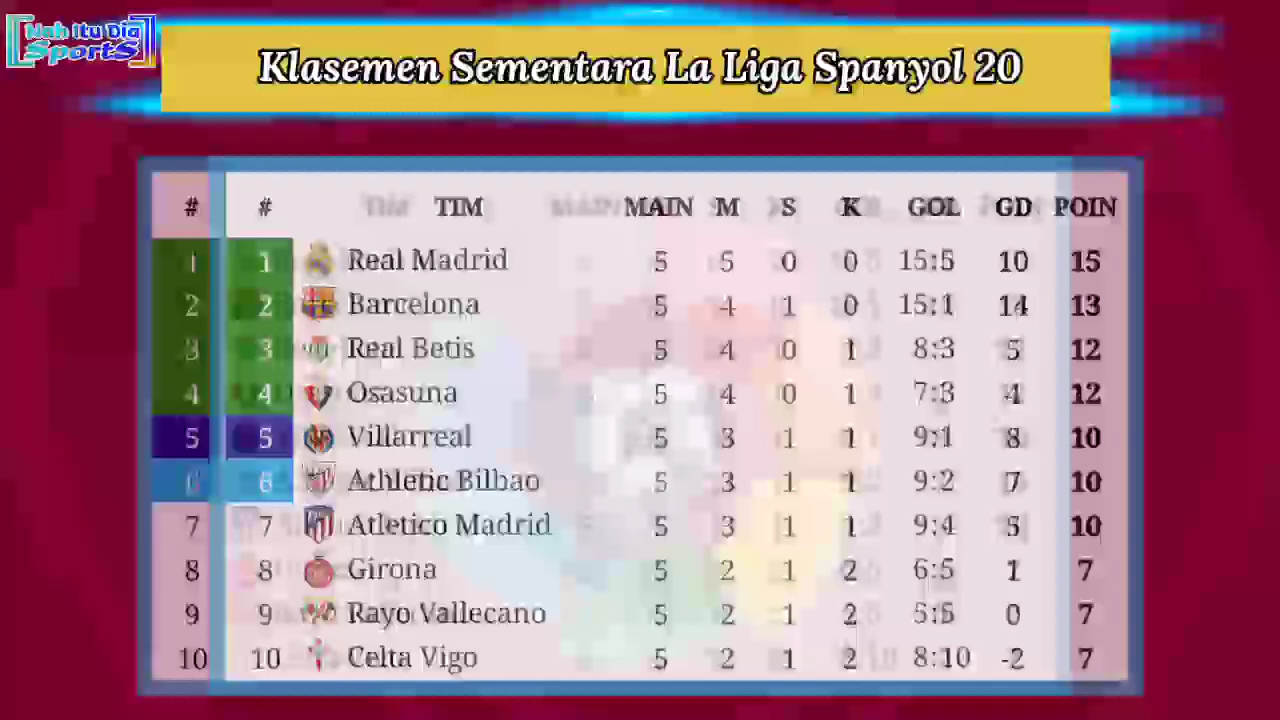 Nah Itu Dia
SportS
Klasemen Sementara La Liga Spanyol 20
# # TIM MAIN M S K GOL GD POIN
1 1 Real Madrid 5 5 0 0 15:5 10 15
2 2 Barcelona 5 4 1 0 15:1 14 13
3 3 Real Betis 5 4 0 1 8:3 5 12
4 4 Osasuna 5 4 0 1 7:3 4 12
5 5 Villarreal 5 3 1 1 9:1 8 10
6 6 Athletic Bilbao 5 3 1 1 9:2 7 10
7 7 Atletico Madrid 5 3 1 1 9:4 5 10
8 8 Girona 5 2 1 2 6:5 1 7
9 9 Rayo Vallecano 5 2 1 2 5:5 0 7
10 10 Celta Vigo 5 2 1 2 8:10 -2 7